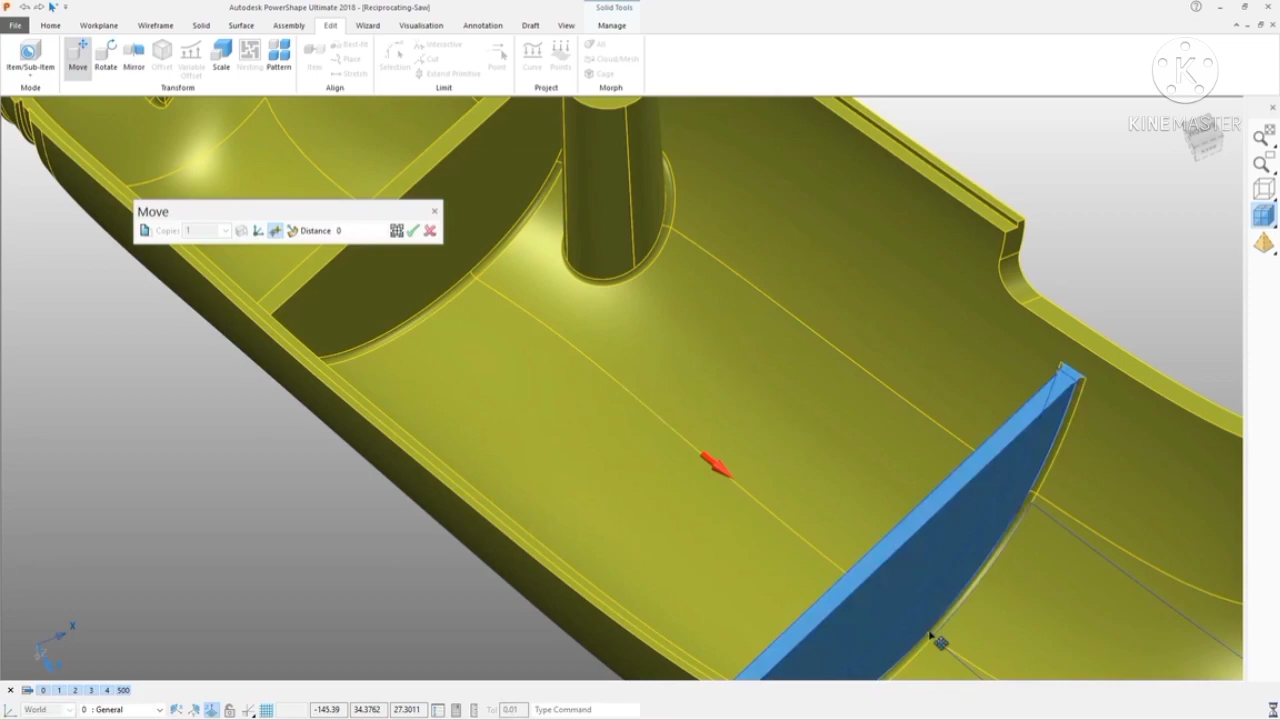 Autodesk PowerShape Ultimate 2018 - [Reciprocating-Saw]
Solid Tools
File Home Workplane Wireframe Solid Surface Assembly Edit Wizard Visualisation Annotation Draft View Manage
Item/Sub-Item
Move Rotate Mirror Offset Variable Offset Scale Nesting Pattern
Item Best-fit Place Stretch
Selection Interactive Cut Extend Primitive Point
Curve Points
All Cloud/Mesh Cage
Mode Transform Align Limit Project Morph
K
KINEMASTER
Move
Copies 1 Distance 0
X
0 1 2 3 4 500
World 0 : General -145.39 34.3762 27.3011 Tol 0.01 Type Command